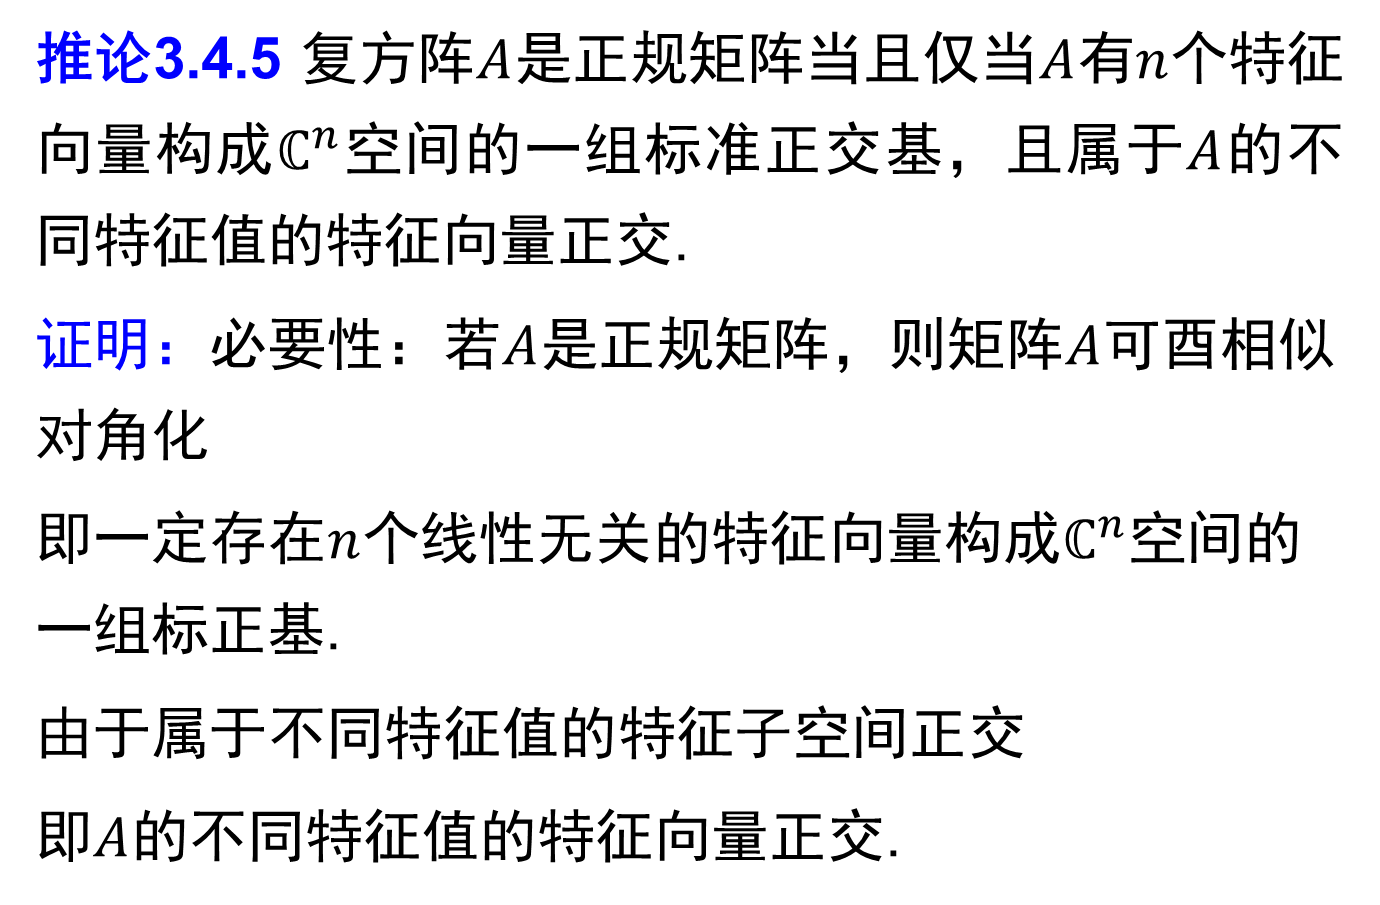 推论3.4.5 复方阵A是正规矩阵当且仅当A有n个特征
向量构成ℂⁿ空间的一组标准正交基，且属于A的不
同特征值的特征向量正交.
证明：必要性：若A是正规矩阵，则矩阵A可酉相似
对角化
即一定存在n个线性无关的特征向量构成ℂⁿ空间的
一组标正基.
由于属于不同特征值的特征子空间正交
即A的不同特征值的特征向量正交.